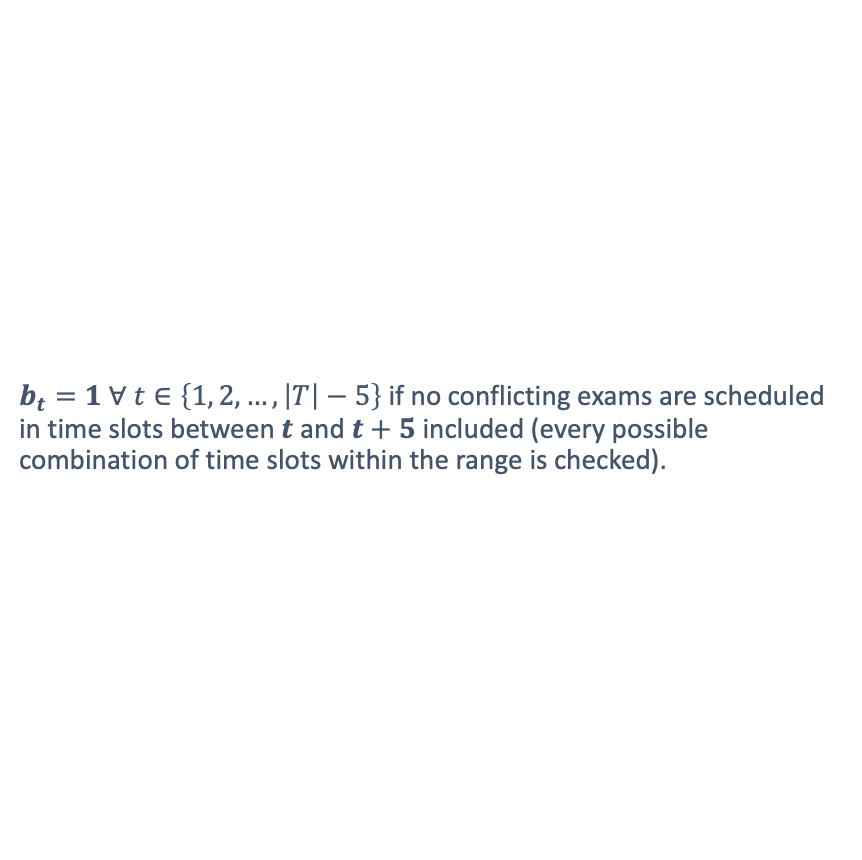 𝒃ₜ = 𝟏 ∀ t ∈ {1, 2, …, |T| − 5} if no conflicting exams are scheduled
in time slots between t and t + 5 included (every possible
combination of time slots within the range is checked).